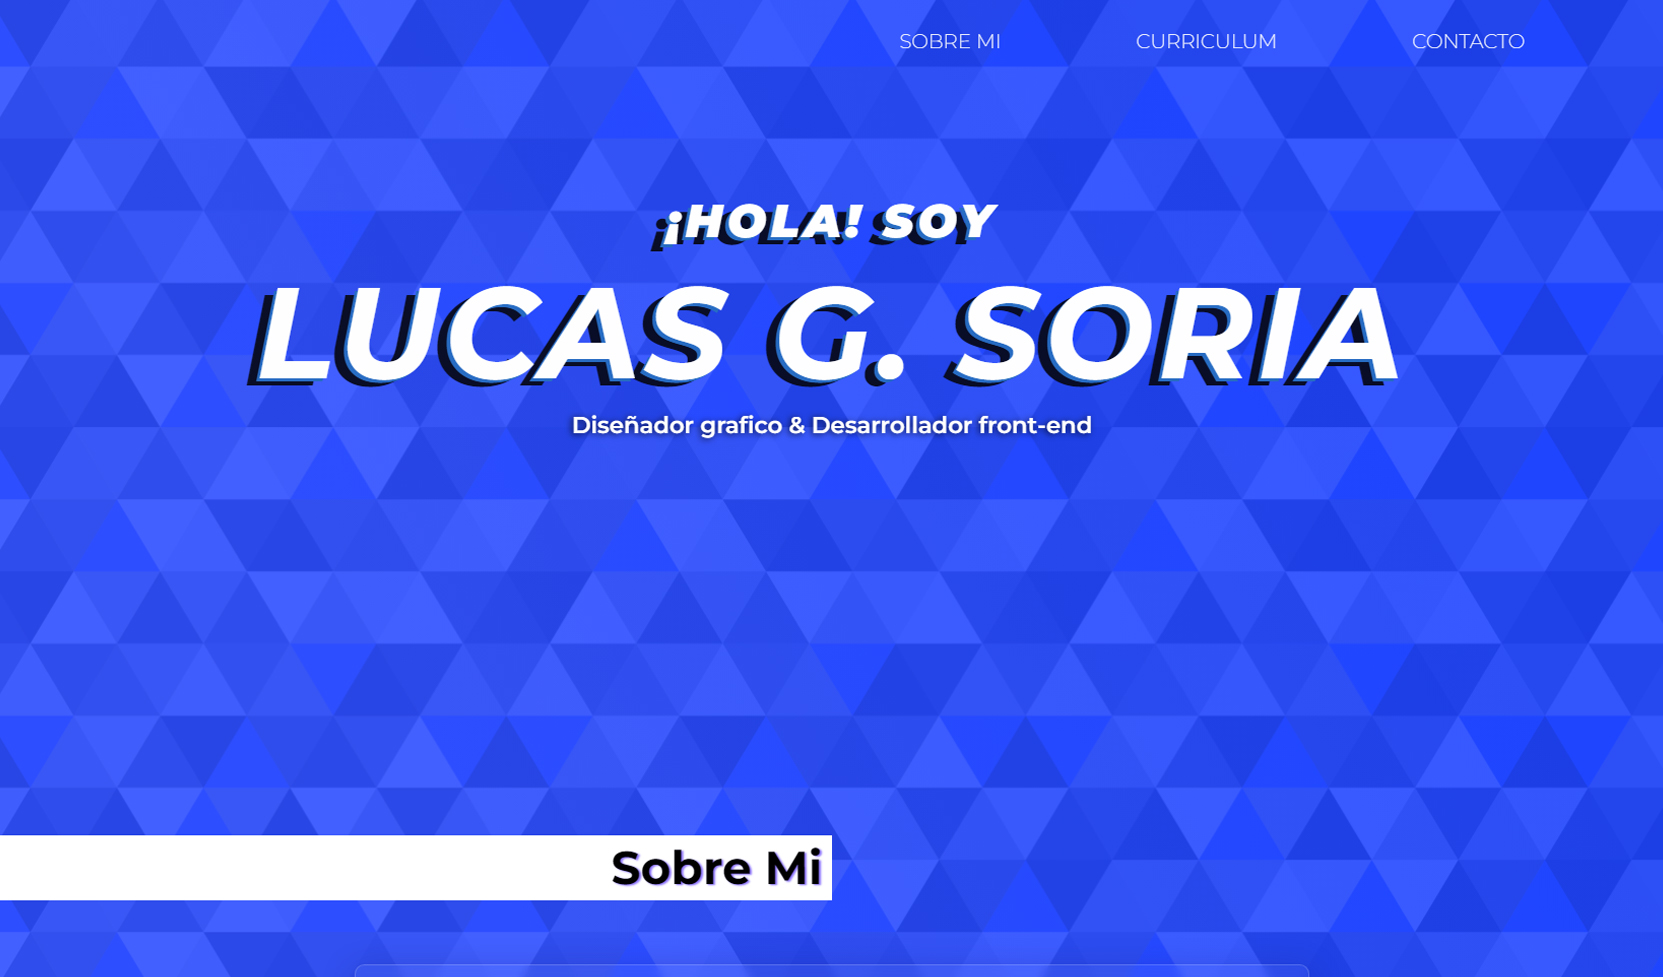 SOBRE MI CURRICULUM CONTACTO
¡HOLA! SOY
LUCAS G. SORIA
Diseñador grafico & Desarrollador front-end
Sobre Mi